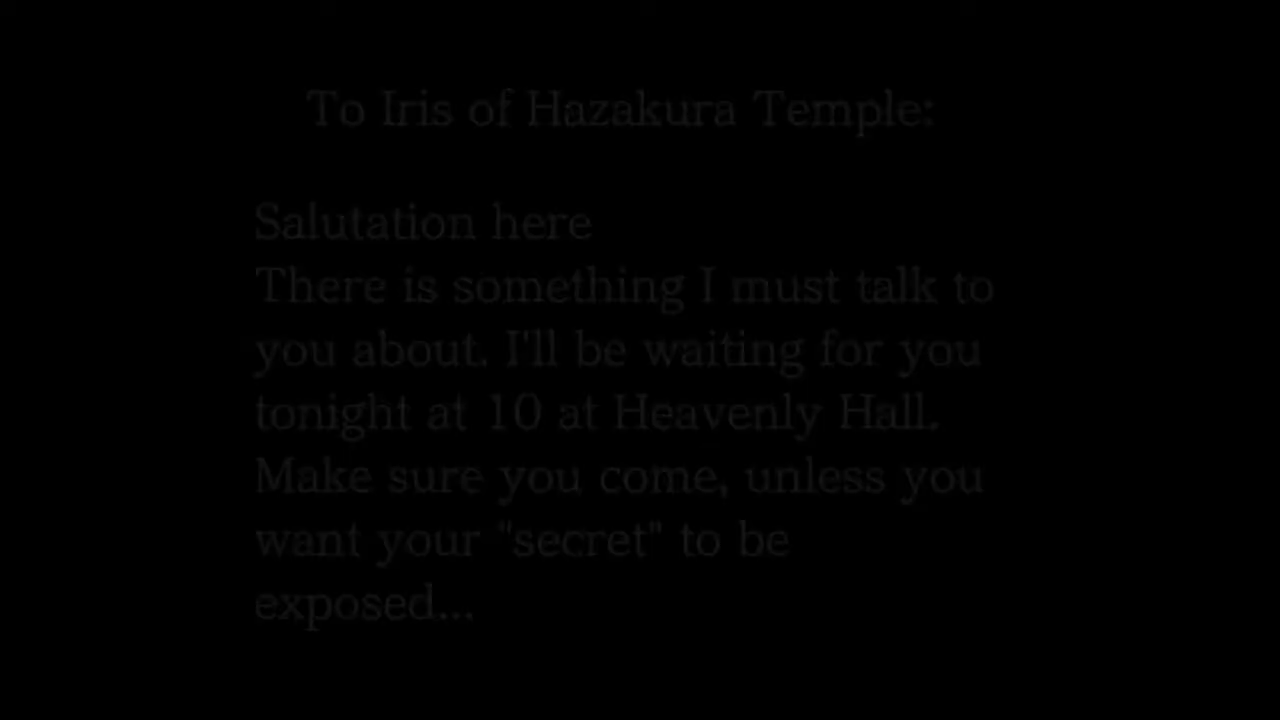 To Iris of Hazakura Temple:
Salutation here
There is something I must talk to
you about. I'll be waiting for you
tonight at 10 at Heavenly Hall.
Make sure you come, unless you
want your "secret" to be
exposed...